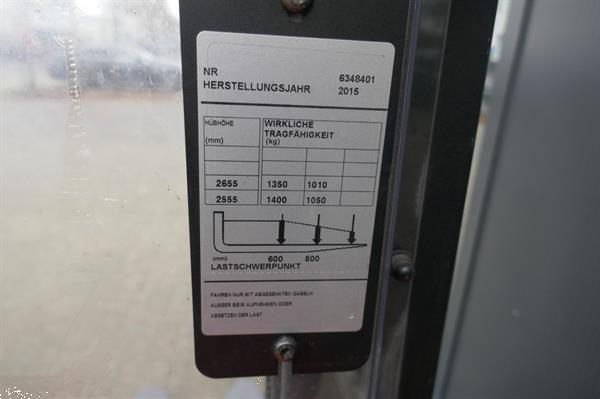 NR 6348401
HERSTELLUNGSJAHR 2015
HÜBHÖHE WIRKLICHE
TRAGFÄHIGKEIT
(mm) (kg)
2655 1350 1010
2555 1400 1050
(mm) 600 800
LASTSCHWERPUNKT
FAHREN NUR MIT ABGESENKTEN GABELN
AUSSER BEIM AUFNEHMEN ODER
ABSETZEN DER LAST